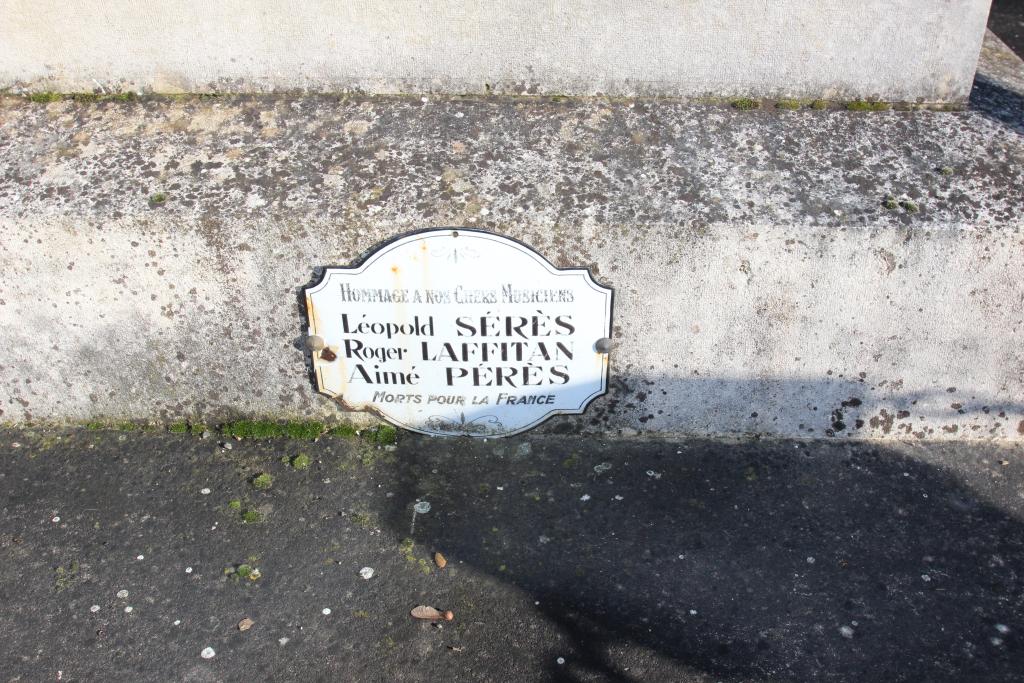 HOMMAGE A NOS CHERS MUSICIENS
Léopold SÉRÈS
Roger LAFFITAN
Aimé PÉRÈS
MORTS POUR LA FRANCE